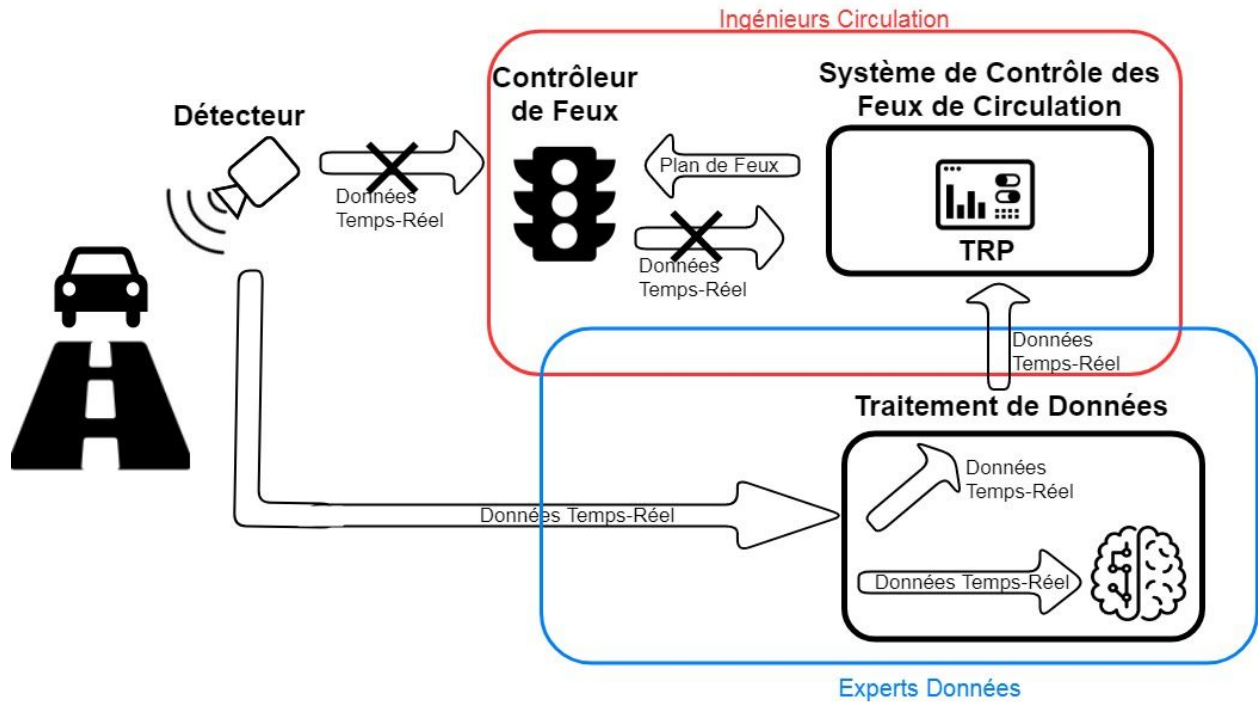 Ingénieurs Circulation
Contrôleur
de Feux
Système de Contrôle des
Feux de Circulation
Détecteur
Données
Temps-Réel
Plan de Feux
Données
Temps-Réel
TRP
Données
Temps-Réel
Traitement de Données
Données
Temps-Réel
Données Temps-Réel
Données Temps-Réel
Experts Données